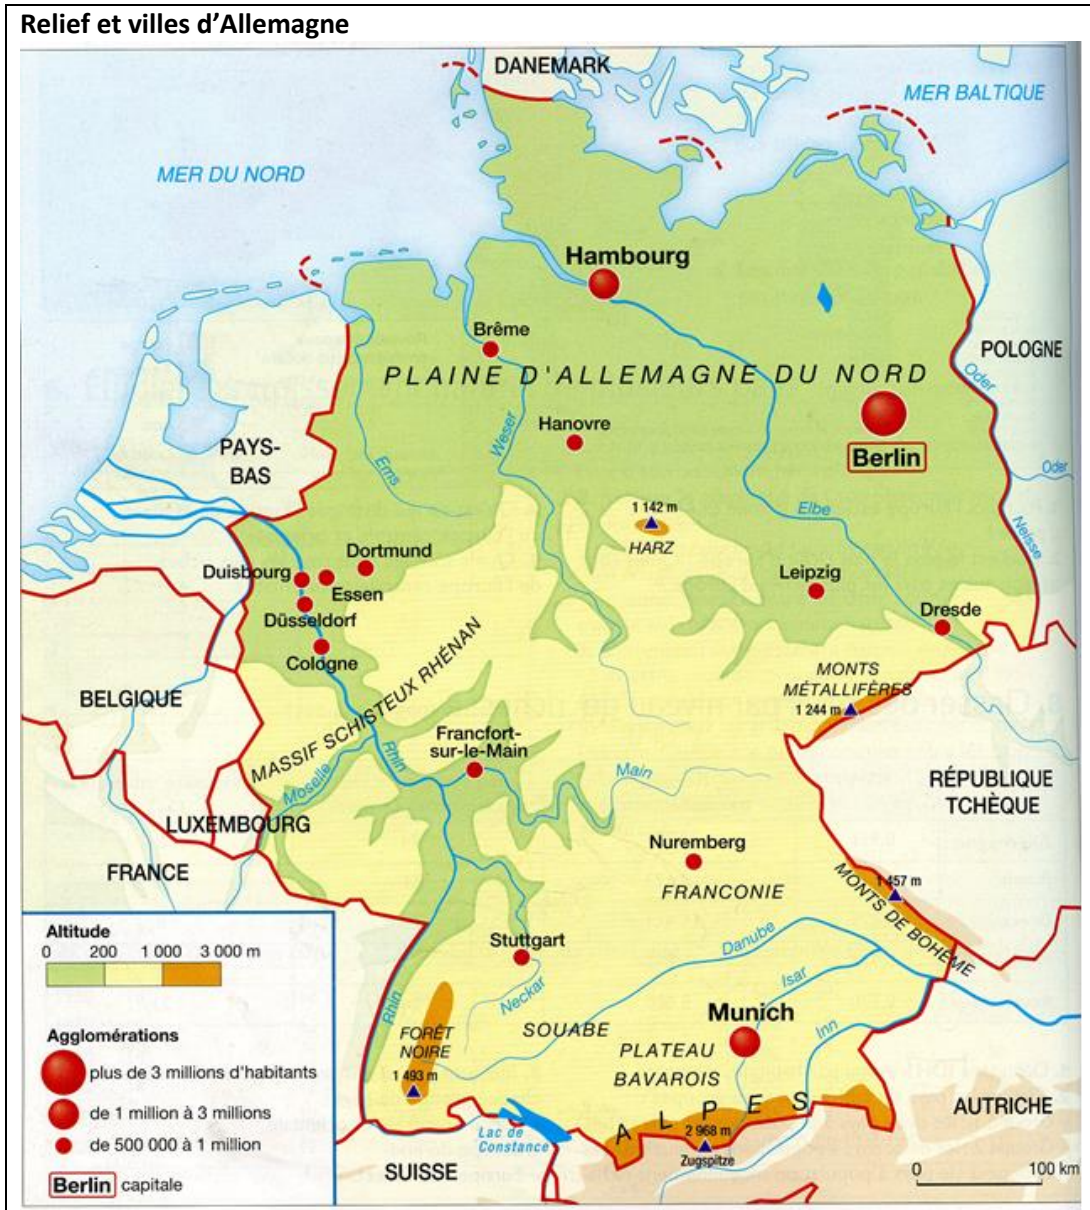 Relief et villes d'Allemagne
DANEMARK
MER BALTIQUE
MER DU NORD
Hambourg
Brême
POLOGNE
PLAINE D'ALLEMAGNE DU NORD
Oder
Hanovre
Weser
PAYS-
BAS
Berlin
Ems
Oder
1 142 m
HARZ
Elbe
Neisse
Dortmund
Duisbourg
Essen
Leipzig
Düsseldorf
Dresde
Cologne
MASSIF SCHISTEUX RHÉNAN
MONTS
MÉTALLIFÈRES
1 244 m
BELGIQUE
Francfort-
sur-le-Main
Rhin
Moselle
Main
RÉPUBLIQUE
TCHÈQUE
LUXEMBOURG
Nuremberg
FRANCE
FRANCONIE
1 457 m
MONTS DE BOHÈME
Altitude
0 200 1 000 3 000 m
Stuttgart
Danube
Neckar
Isar
Rhin
Munich
Inn
FORÊT
NOIRE
1 493 m
SOUABE
PLATEAU
BAVAROIS
Agglomérations
plus de 3 millions d'habitants
de 1 million à 3 millions
de 500 000 à 1 million
Berlin capitale
ALPES
2 968 m
Zugspitze
Lac de
Constance
AUTRICHE
SUISSE
0 100 km